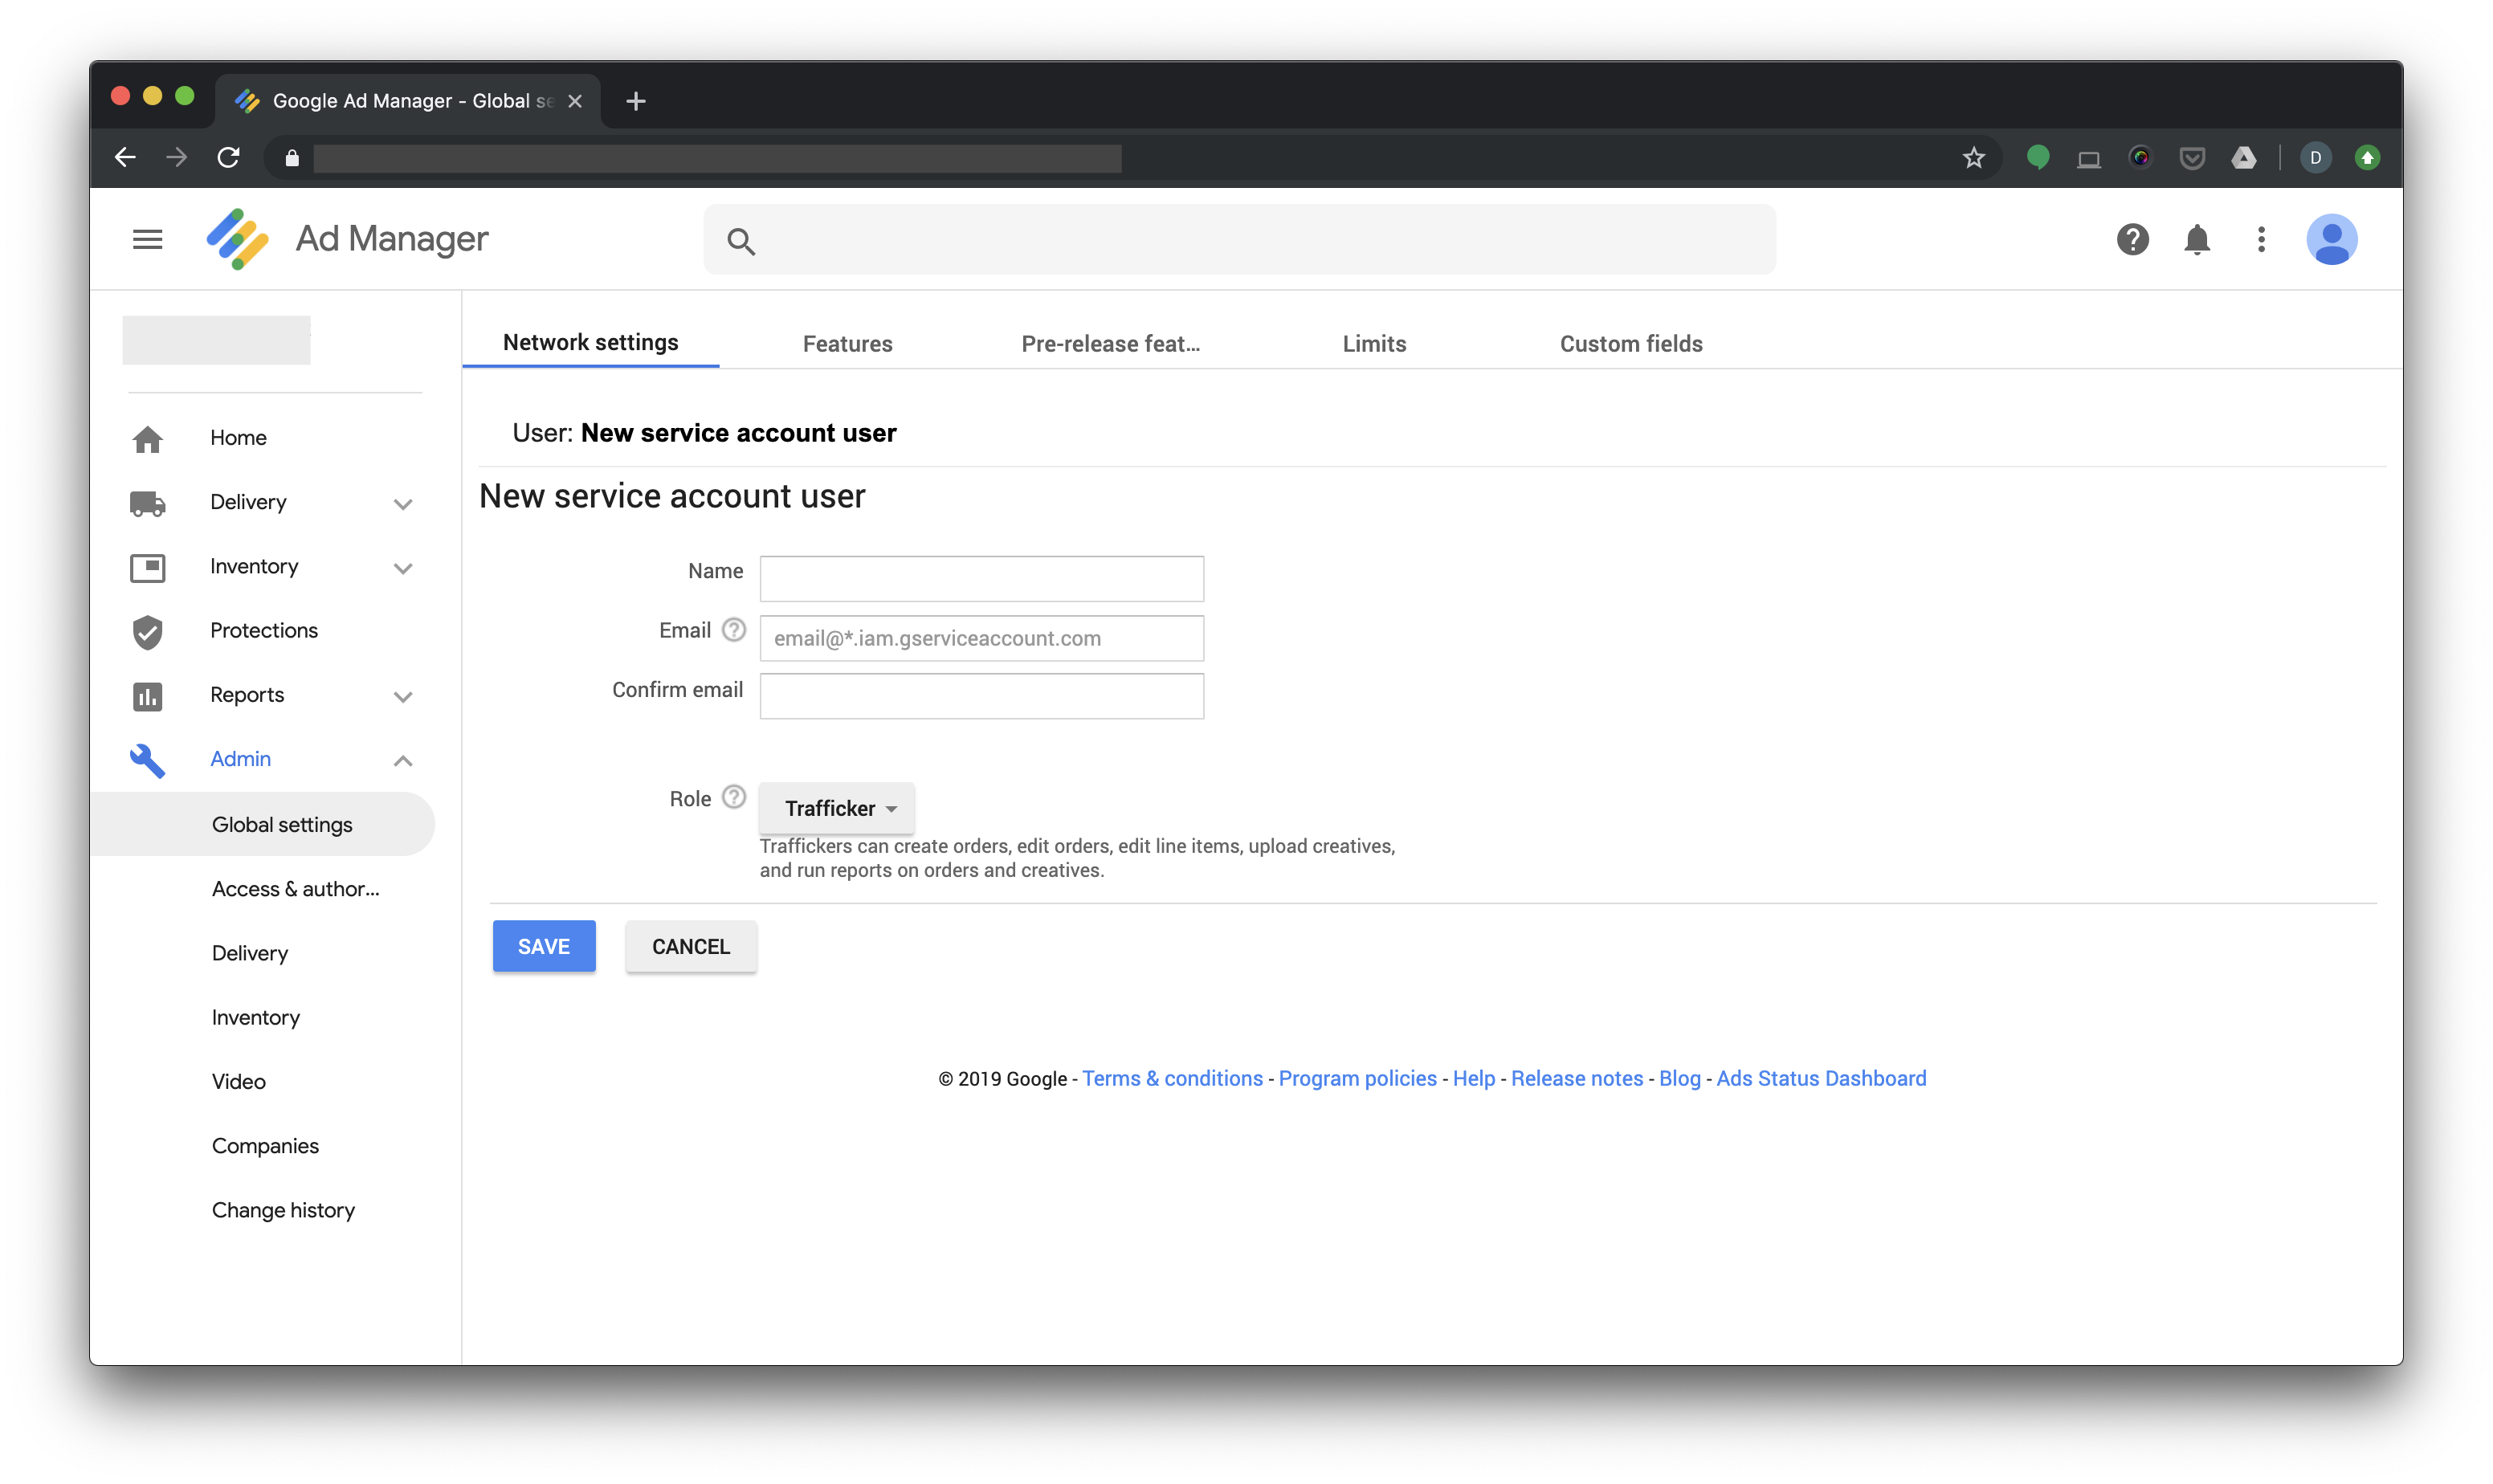 Google Ad Manager - Global se
D
Ad Manager
Network settings
Features
Pre-release feat...
Limits
Custom fields
Home
Delivery
Inventory
Protections
Reports
Admin
Global settings
Access & author...
Delivery
Inventory
Video
Companies
Change history
User: New service account user
New service account user
Name
Email ?
email@*.iam.gserviceaccount.com
Confirm email
Role ?
Trafficker
Traffickers can create orders, edit orders, edit line items, upload creatives,
and run reports on orders and creatives.
SAVE
CANCEL
© 2019 Google - Terms & conditions - Program policies - Help - Release notes - Blog - Ads Status Dashboard